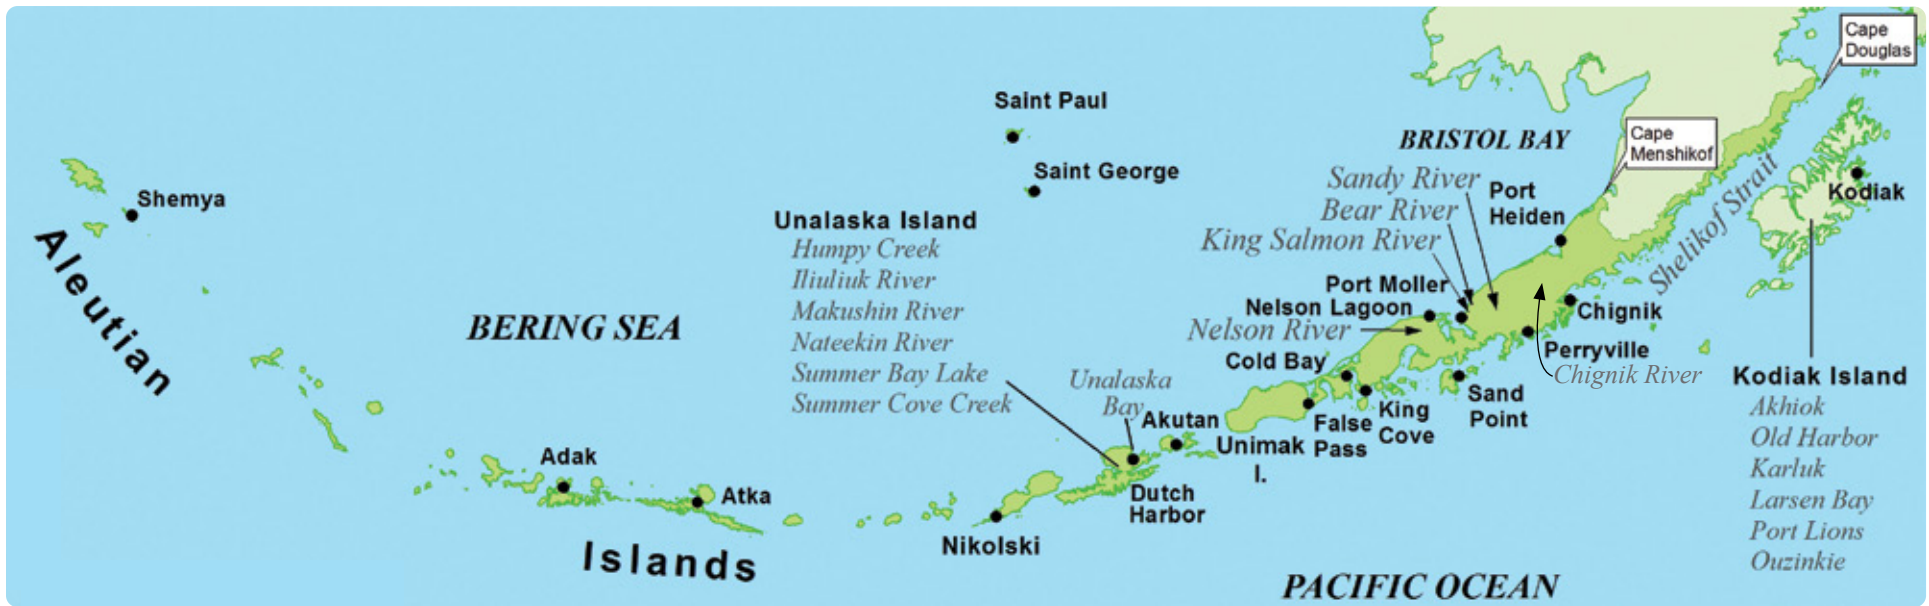 Cape
Douglas
Saint Paul
BRISTOL BAY
Cape
Menshikof
Saint George
Sandy River
Port
Heiden
Kodiak
Shemya
Bear River
Shelikof Strait
Unalaska Island
Humpy Creek
Iliuliuk River
Makushin River
Nateekin River
Summer Bay Lake
Summer Cove Creek
King Salmon River
Port Moller
Nelson Lagoon
Chignik
Nelson River
BERING SEA
Aleutian
Cold Bay
Perryville
Chignik River
Kodiak Island
Akhiok
Old Harbor
Karluk
Larsen Bay
Port Lions
Ouzinkie
Unalaska
Bay
Akutan
Sand
Point
King
Cove
False
Pass
Unimak
I.
Adak
Atka
Dutch
Harbor
Nikolski
Islands
PACIFIC OCEAN